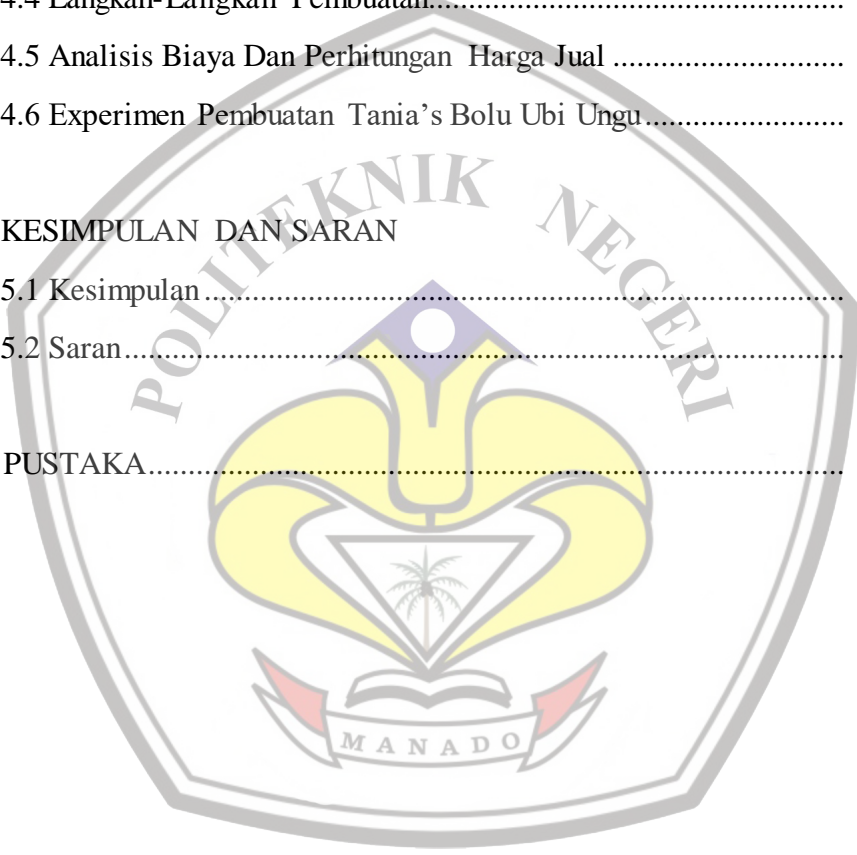 4.4 Langkah-Langkah Pembuatan........................................................
4.5 Analisis Biaya Dan Perhitungan Harga Jual ...............................
4.6 Experimen Pembuatan Tania’s Bolu Ubi Ungu..........................
KESIMPULAN DAN SARAN
5.1 Kesimpulan.....................................................................................
5.2 Saran................................................................................................
PUSTAKA.............................................................................................
POLITEKNIK NEGERI
MANADO